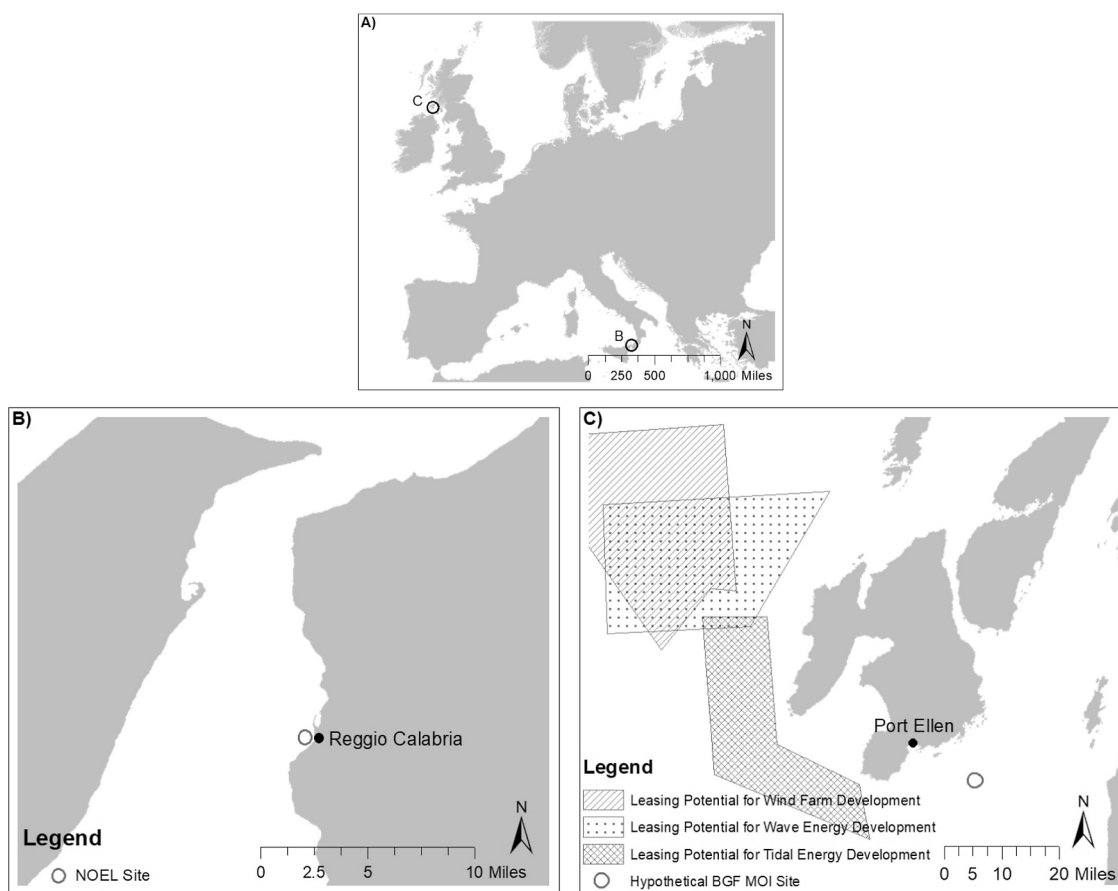 A)
C
B
N
0 250 500 1,000 Miles
B)
Reggio Calabria
Legend
NOEL Site
N
0 2.5 5 10 Miles
C)
Port Ellen
Legend
Leasing Potential for Wind Farm Development
Leasing Potential for Wave Energy Development
Leasing Potential for Tidal Energy Development
Hypothetical BGF MOI Site
N
0 5 10 20 Miles